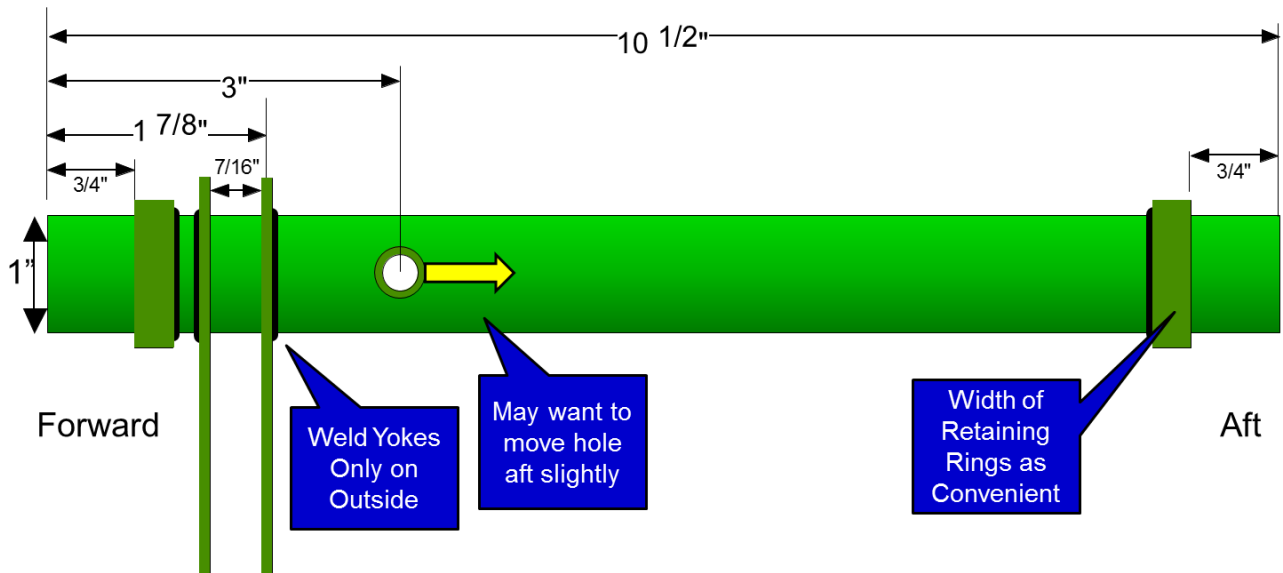 10 1/2"
3"
1 7/8"
7/16"
3/4"
3/4"
1”
Forward
Weld Yokes
Only on
Outside
May want to
move hole
aft slightly
Width of
Retaining
Rings as
Convenient
Aft